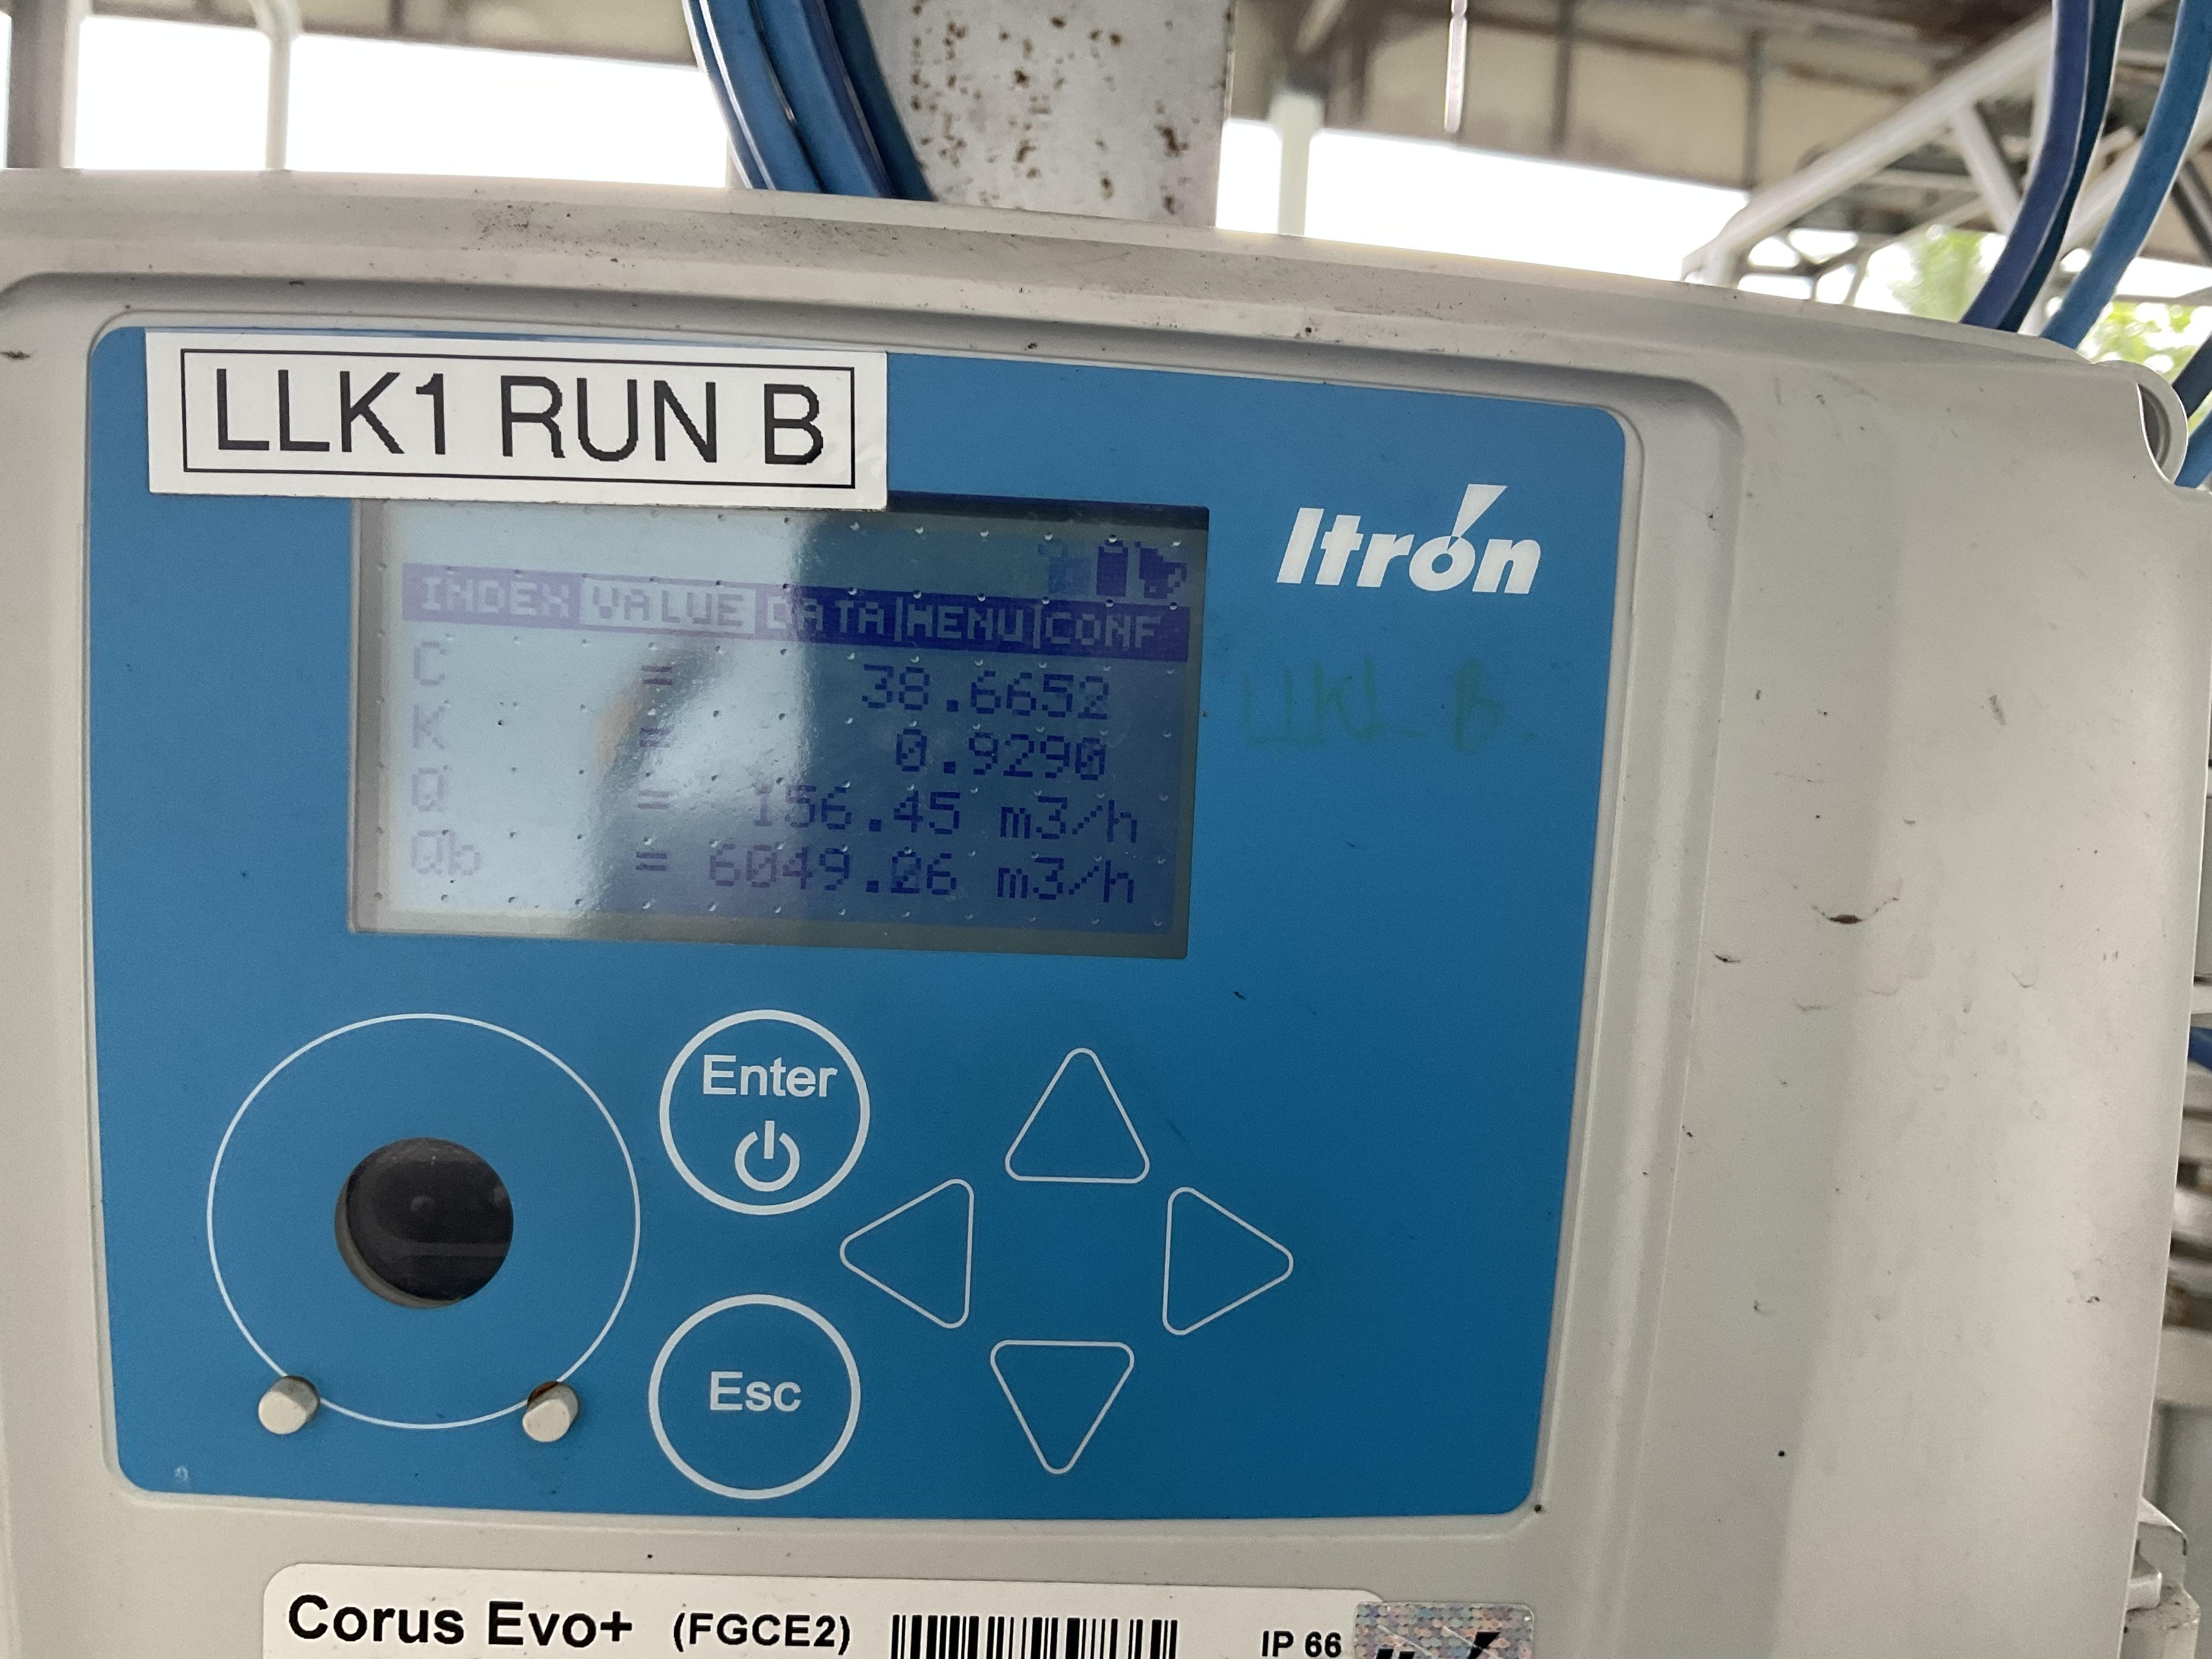 LLK1 RUN B
Itrón
INDEX VALUE DATA|MENU|CONF
C = 38.6652
K = 0.9290
Q = 156.45 m3/h
Qb = 6049.06 m3/h
LLK1 - B
Enter
Esc
Corus Evo+ (FGCE2) IP 66